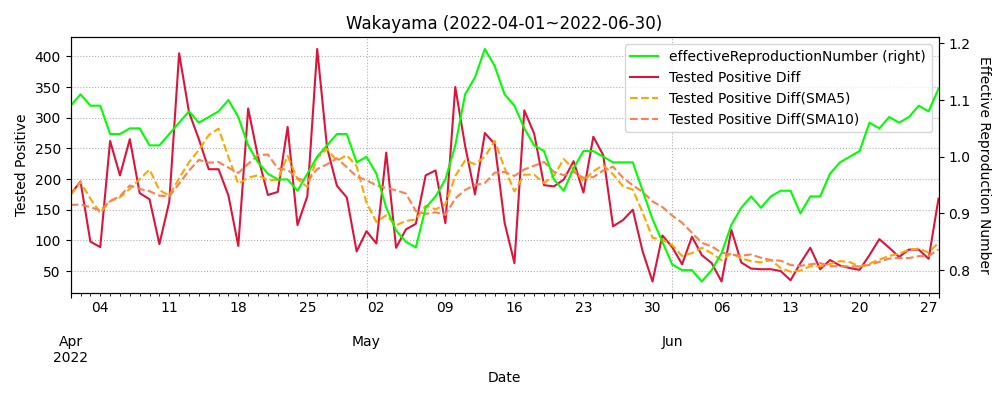 Wakayama (2022-04-01~2022-06-30)
effectiveReproductionNumber (right)
Tested Positive Diff
Tested Positive Diff(SMA5)
Tested Positive Diff(SMA10)
Tested Positive
400
350
300
250
200
150
100
50
1.2
1.1
1.0
0.9
0.8
Effective Reproduction Number
04 11 18 25 02 09 16 23 30 06 13 20 27
Apr May Jun
2022
Date